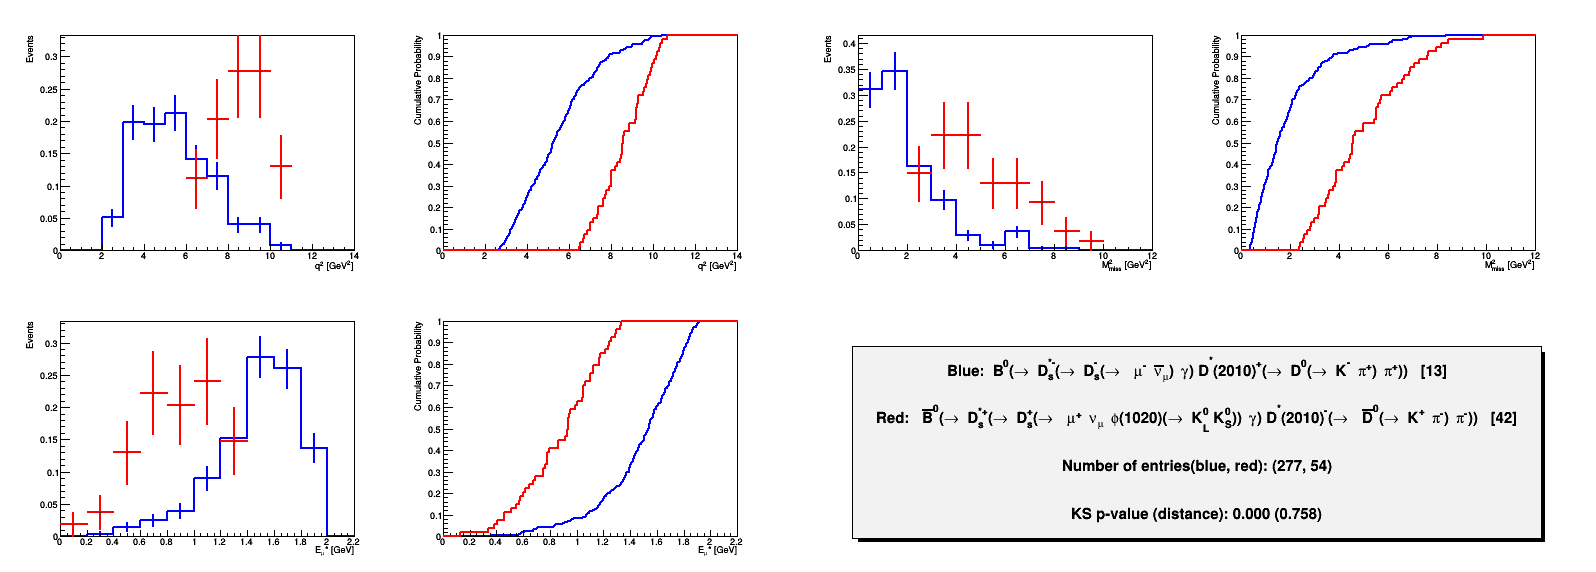 Events
0.3
0.25
0.2
0.15
0.1
0.05
0
0 2 4 6 8 10 12 14
q² [GeV²]
Cumulative Probability
1
0.9
0.8
0.7
0.6
0.5
0.4
0.3
0.2
0.1
0
0 2 4 6 8 10 12 14
q² [GeV²]
Events
0.4
0.35
0.3
0.25
0.2
0.15
0.1
0.05
0
0 2 4 6 8 10 12
M²miss [GeV²]
Cumulative Probability
1
0.9
0.8
0.7
0.6
0.5
0.4
0.3
0.2
0.1
0
0 2 4 6 8 10 12
M²miss [GeV²]
Events
0.3
0.25
0.2
0.15
0.1
0.05
0
0 0.2 0.4 0.6 0.8 1 1.2 1.4 1.6 1.8 2 2.2
Eμ* [GeV]
Cumulative Probability
1
0.9
0.8
0.7
0.6
0.5
0.4
0.3
0.2
0.1
0
0 0.2 0.4 0.6 0.8 1 1.2 1.4 1.6 1.8 2 2.2
Eμ* [GeV]
Blue: B⁰(→ Dₛ*⁻(→ Dₛ⁻(→ μ⁻ ν̅μ) γ) D*(2010)⁺(→ D⁰(→ K⁻ π⁺) π⁺)) [13]
Red: B̅⁰(→ Dₛ*⁺(→ Dₛ⁺(→ μ⁺ νμ ϕ(1020)(→ K⁰L K⁰S)) γ) D*(2010)⁻(→ D̅⁰(→ K⁺ π⁻) π⁻)) [42]
Number of entries(blue, red): (277, 54)
KS p-value (distance): 0.000 (0.758)